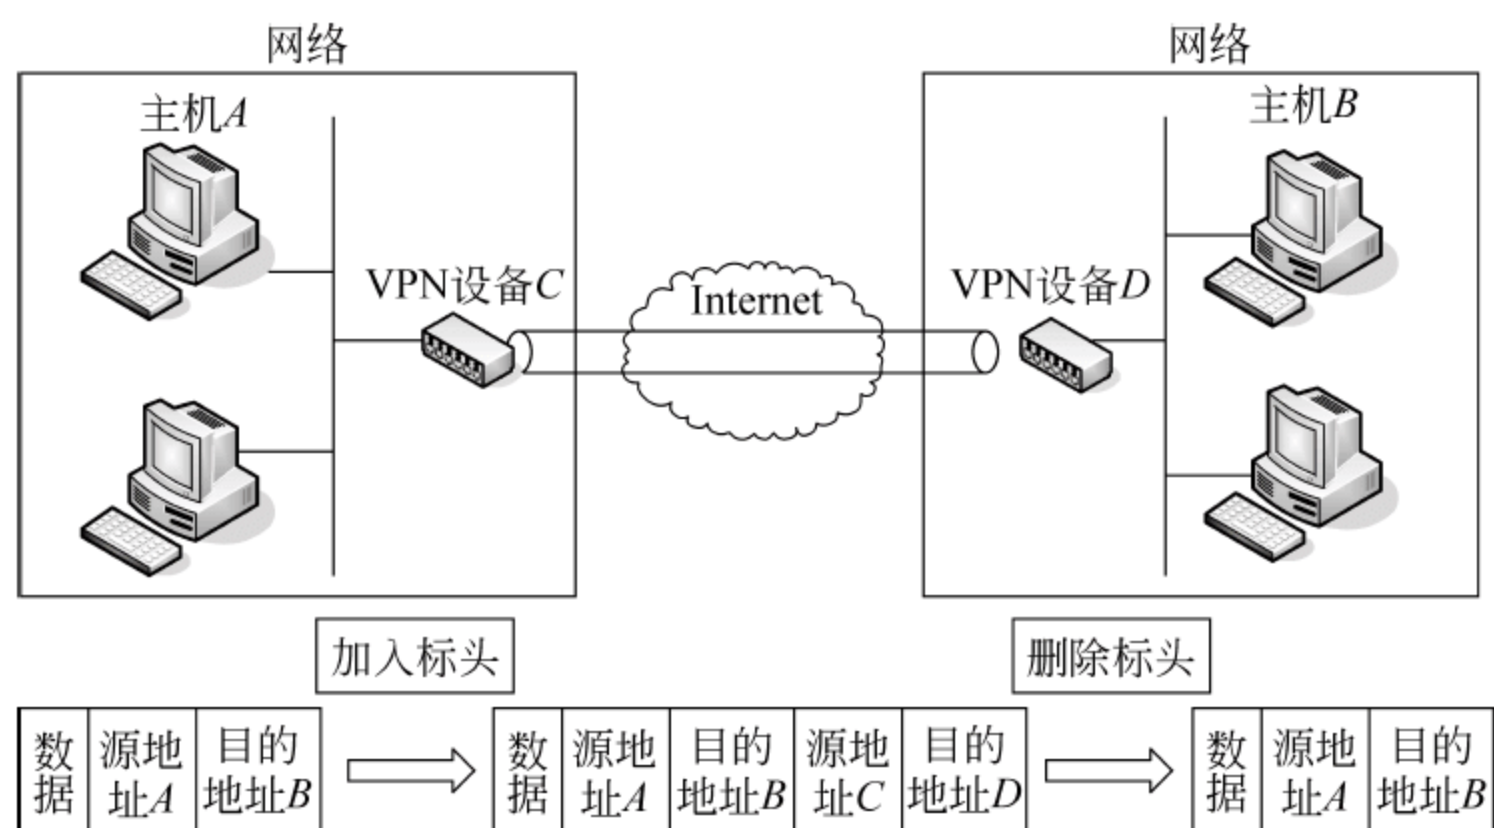 网络
网络
主机A
主机B
VPN设备C
Internet
VPN设备D
加入标头
删除标头
数据
源地址A
目的地址B
数据
源地址A
目的地址B
源地址C
目的地址D
数据
源地址A
目的地址B